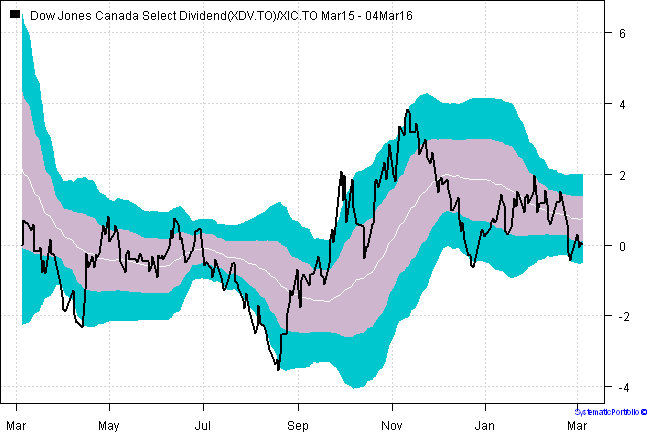 Dow Jones Canada Select Dividend(XDV.TO)/XIC.TO Mar15 - 04Mar16
6
4
2
0
-2
-4
SystematicPortfolio ©
Mar May Jul Sep Nov Jan Mar